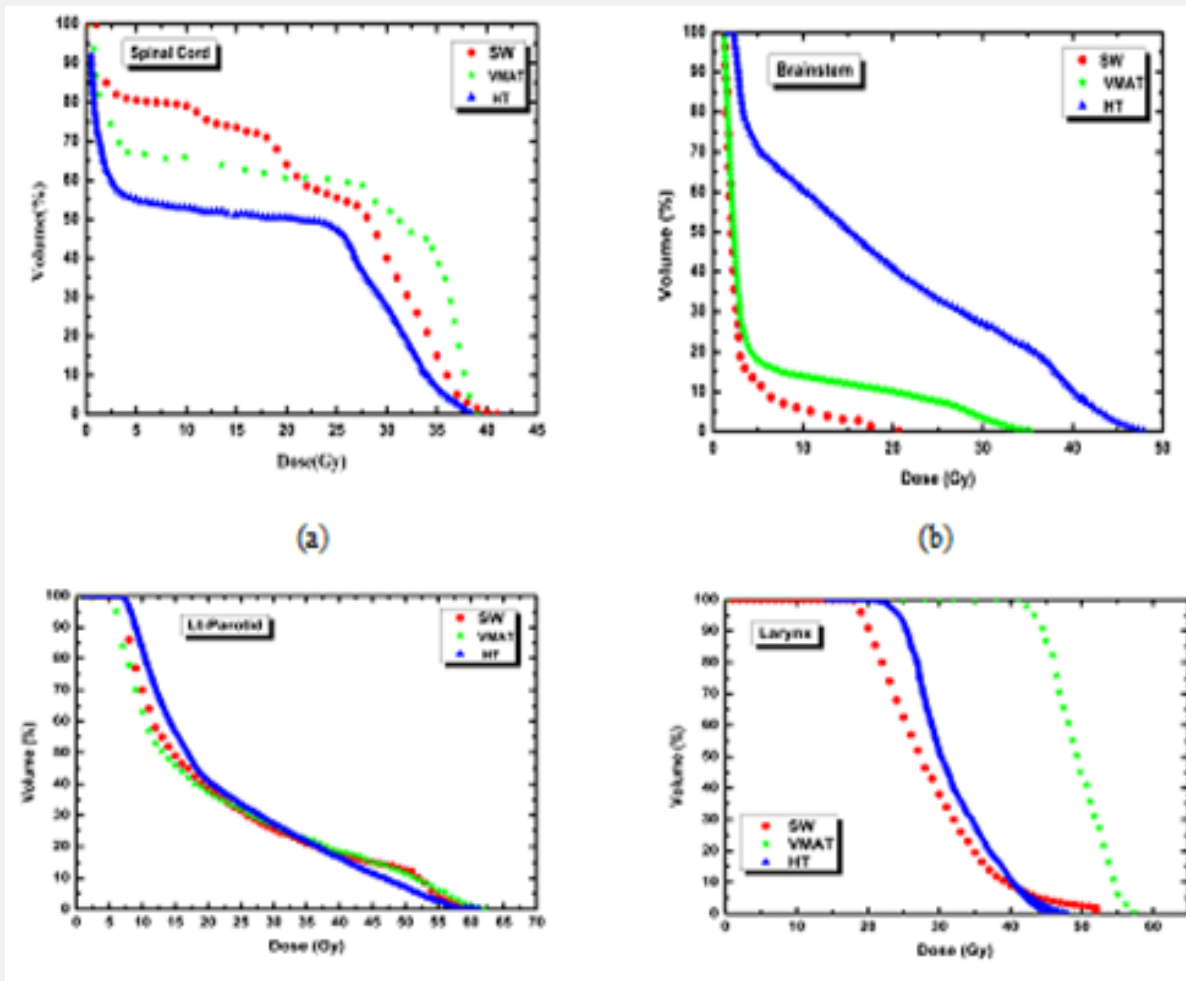 Spinal Cord
SW
VMAT
HT
Volume(%)
100
90
80
70
60
50
40
30
20
10
0
0 5 10 15 20 25 30 35 40 45
Dose(Gy)
(a)
Brainstem
SW
VMAT
HT
Volume (%)
100
90
80
70
60
50
40
30
20
10
0
0 10 20 30 40 50
Dose (Gy)
(b)
Lt-Parotid
SW
VMAT
HT
Volume (%)
100
90
80
70
60
50
40
30
20
10
0
0 5 10 15 20 25 30 35 40 45 50 55 60 65 70
Dose (Gy)
Larynx
SW
VMAT
HT
Volume (%)
100
90
80
70
60
50
40
30
20
10
0
0 10 20 30 40 50 60
Dose (Gy)